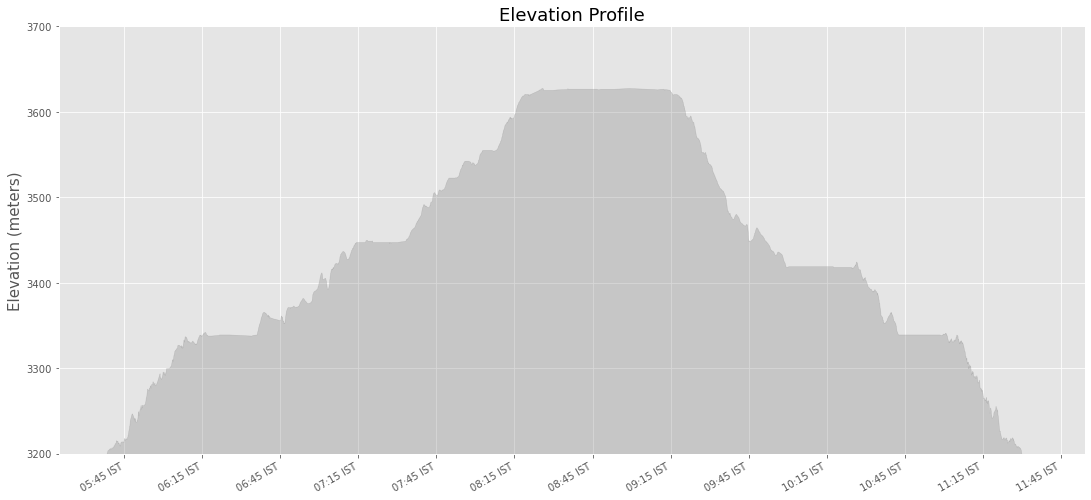 Elevation Profile
Elevation (meters)
3700
3600
3500
3400
3300
3200
05:45 IST
06:15 IST
06:45 IST
07:15 IST
07:45 IST
08:15 IST
08:45 IST
09:15 IST
09:45 IST
10:15 IST
10:45 IST
11:15 IST
11:45 IST